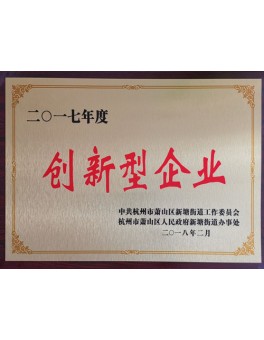 二〇一七年度
创新型企业
中共杭州市萧山区新塘街道工作委员会
杭州市萧山区人民政府新塘街道办事处
二〇一八年二月